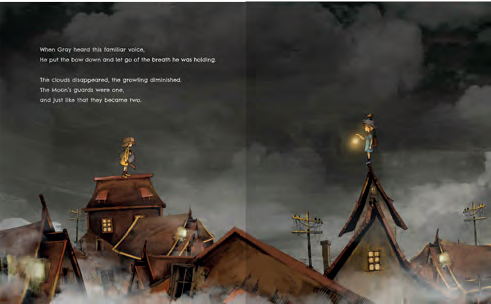 When Gray heard this familiar voice,
He put the bow down and let go of the breath he was holding.
The clouds disappeared, the growling diminished.
The Moon's guards were one,
and just like that they became two.